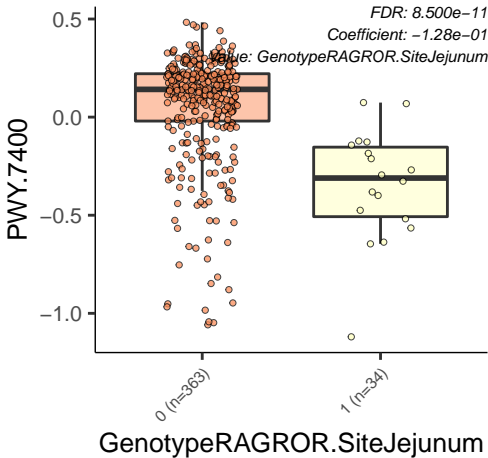 FDR: 8.500e−11
Coefficient: −1.28e−01
Value: GenotypeRAGROR.SiteJejunum
PWY.7400
0.5
0.0
−0.5
−1.0
0 (n=363)
1 (n=34)
GenotypeRAGROR.SiteJejunum